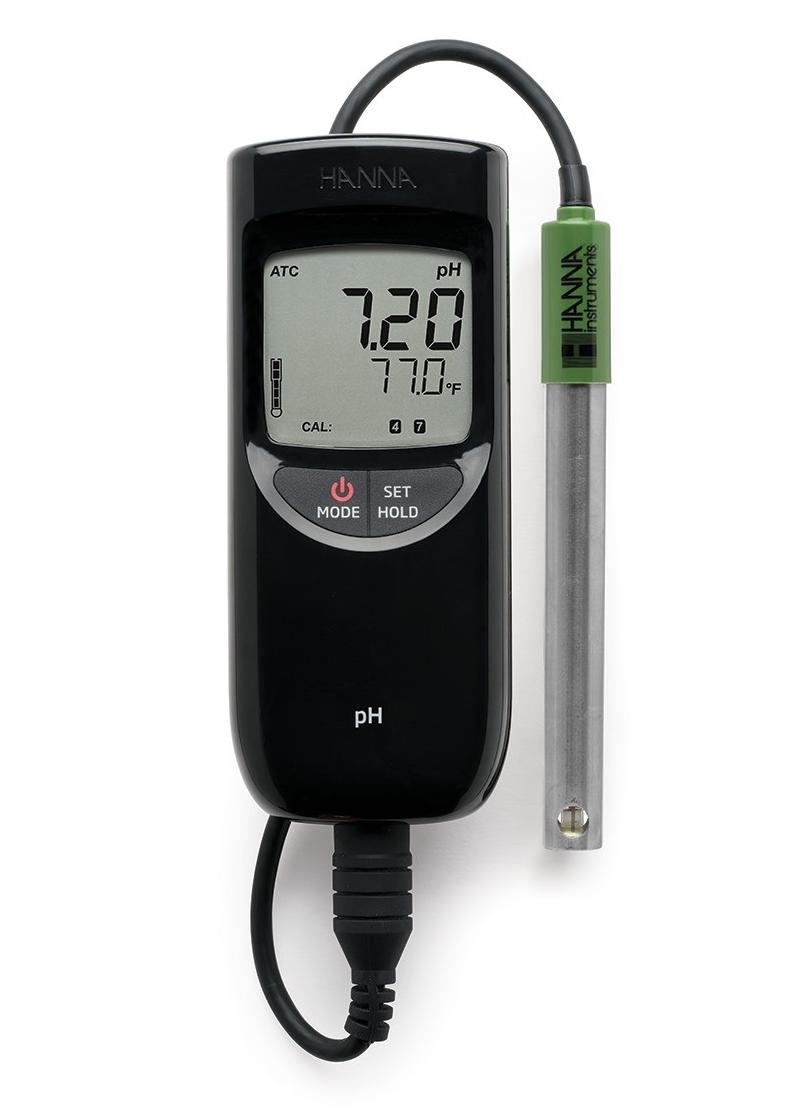 HANNA
ATC pH
7.20
77.0°F
CAL: 4 7
MODE
SET
HOLD
pH
HANNA
instruments